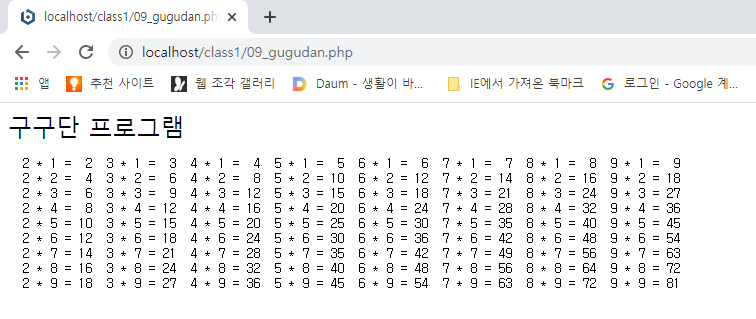 localhost/class1/09_gugudan.ph
localhost/class1/09_gugudan.php
앱 추천 사이트 웹 조각 갤러리 Daum - 생활이 바... IE에서 가져온 북마크 로그인 - Google 계...
구구단 프로그램
2 * 1 =  2  3 * 1 =  3  4 * 1 =  4  5 * 1 =  5  6 * 1 =  6  7 * 1 =  7  8 * 1 =  8  9 * 1 =  9
2 * 2 =  4  3 * 2 =  6  4 * 2 =  8  5 * 2 = 10  6 * 2 = 12  7 * 2 = 14  8 * 2 = 16  9 * 2 = 18
2 * 3 =  6  3 * 3 =  9  4 * 3 = 12  5 * 3 = 15  6 * 3 = 18  7 * 3 = 21  8 * 3 = 24  9 * 3 = 27
2 * 4 =  8  3 * 4 = 12  4 * 4 = 16  5 * 4 = 20  6 * 4 = 24  7 * 4 = 28  8 * 4 = 32  9 * 4 = 36
2 * 5 = 10  3 * 5 = 15  4 * 5 = 20  5 * 5 = 25  6 * 5 = 30  7 * 5 = 35  8 * 5 = 40  9 * 5 = 45
2 * 6 = 12  3 * 6 = 18  4 * 6 = 24  5 * 6 = 30  6 * 6 = 36  7 * 6 = 42  8 * 6 = 48  9 * 6 = 54
2 * 7 = 14  3 * 7 = 21  4 * 7 = 28  5 * 7 = 35  6 * 7 = 42  7 * 7 = 49  8 * 7 = 56  9 * 7 = 63
2 * 8 = 16  3 * 8 = 24  4 * 8 = 32  5 * 8 = 40  6 * 8 = 48  7 * 8 = 56  8 * 8 = 64  9 * 8 = 72
2 * 9 = 18  3 * 9 = 27  4 * 9 = 36  5 * 9 = 45  6 * 9 = 54  7 * 9 = 63  8 * 9 = 72  9 * 9 = 81